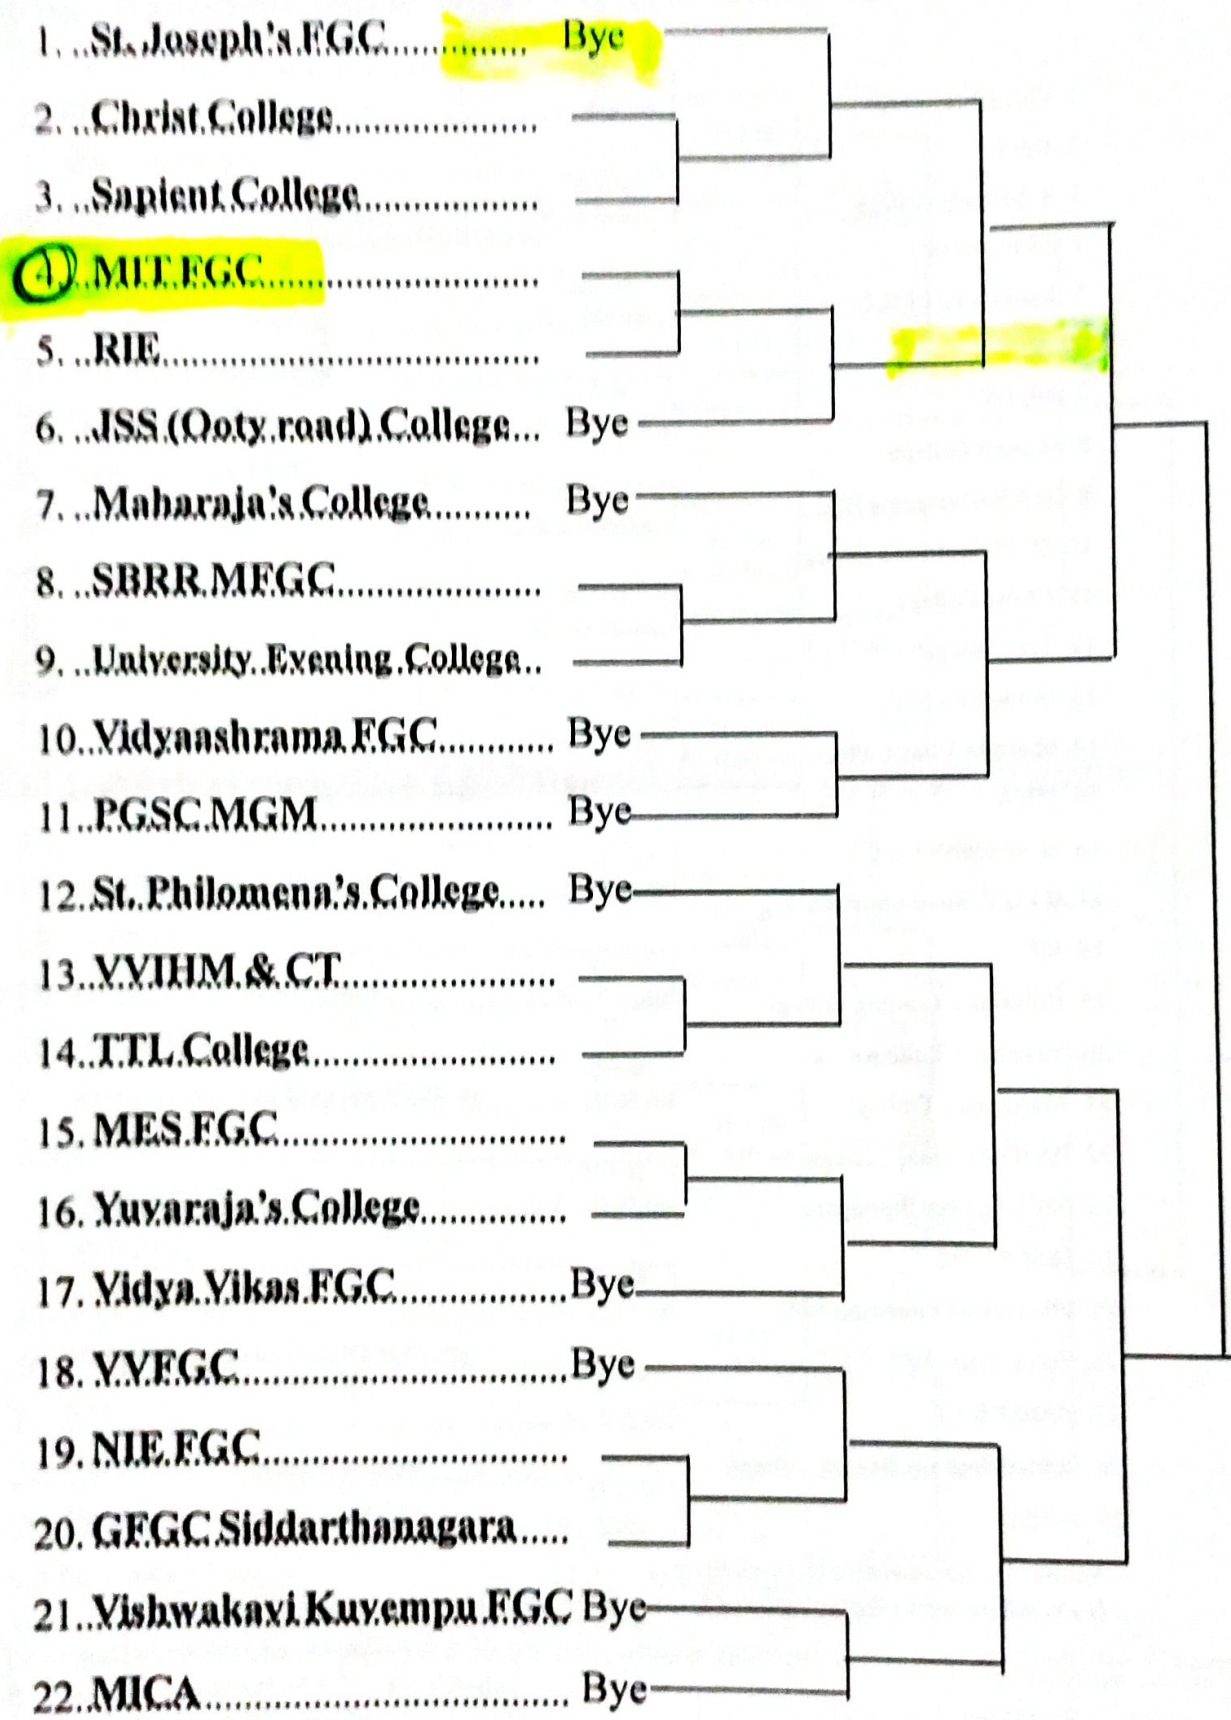 1. ..St. Joseph's FGC.............. Bye
2. ..Christ College....................
3. ..Sapient College..................
4. ..MIT FGC...........................
5. ..RIE.....................................
6. ..JSS (Ooty road) College... Bye
7. ..Maharaja's College.......... Bye
8. ..SBRR MFGC....................
9. ..University Evening College..
10..Vidyaashrama FGC........... Bye
11..PGSC MGM....................... Bye
12..St. Philomena's College..... Bye
13..VVIHM & CT.....................
14..TTL College........................
15. MES FGC............................
16. Yuvaraja's College...............
17. Vidya Vikas FGC.................Bye
18. VVFGC.................................Bye
19. NIE FGC..............................
20. GFGC Siddarthanagara.....
21..Vishwakavi Kuvempu FGC Bye
22..MICA.................................... Bye